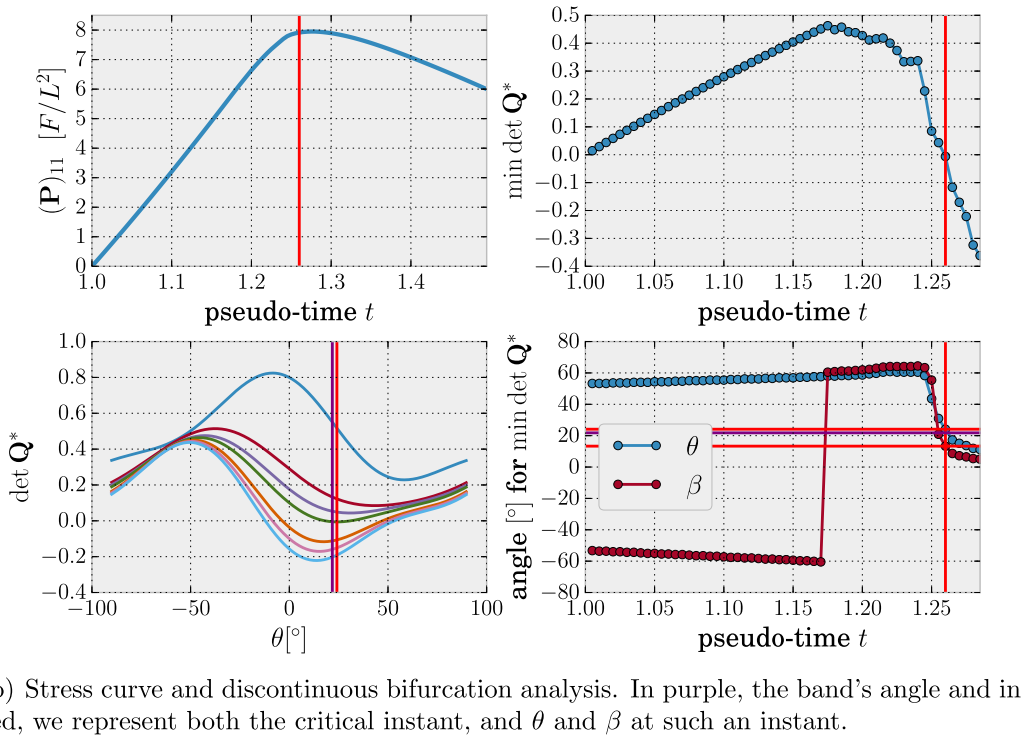 8
7
6
5
4
3
2
1
0
(P)₁₁ [F/L²]
1.0 1.1 1.2 1.3 1.4
pseudo-time t
0.5
0.4
0.3
0.2
0.1
0.0
−0.1
−0.2
−0.3
−0.4
min det Q*
1.00 1.05 1.10 1.15 1.20 1.25
pseudo-time t
1.0
0.8
0.6
0.4
0.2
0.0
−0.2
−0.4
det Q*
−100 −50 0 50 100
θ[°]
80
60
40
20
0
−20
−40
−60
−80
angle [°] for min det Q*
θ
β
1.00 1.05 1.10 1.15 1.20 1.25
pseudo-time t
) Stress curve and discontinuous bifurcation analysis. In purple, the band's angle and in
ed, we represent both the critical instant, and θ and β at such an instant.